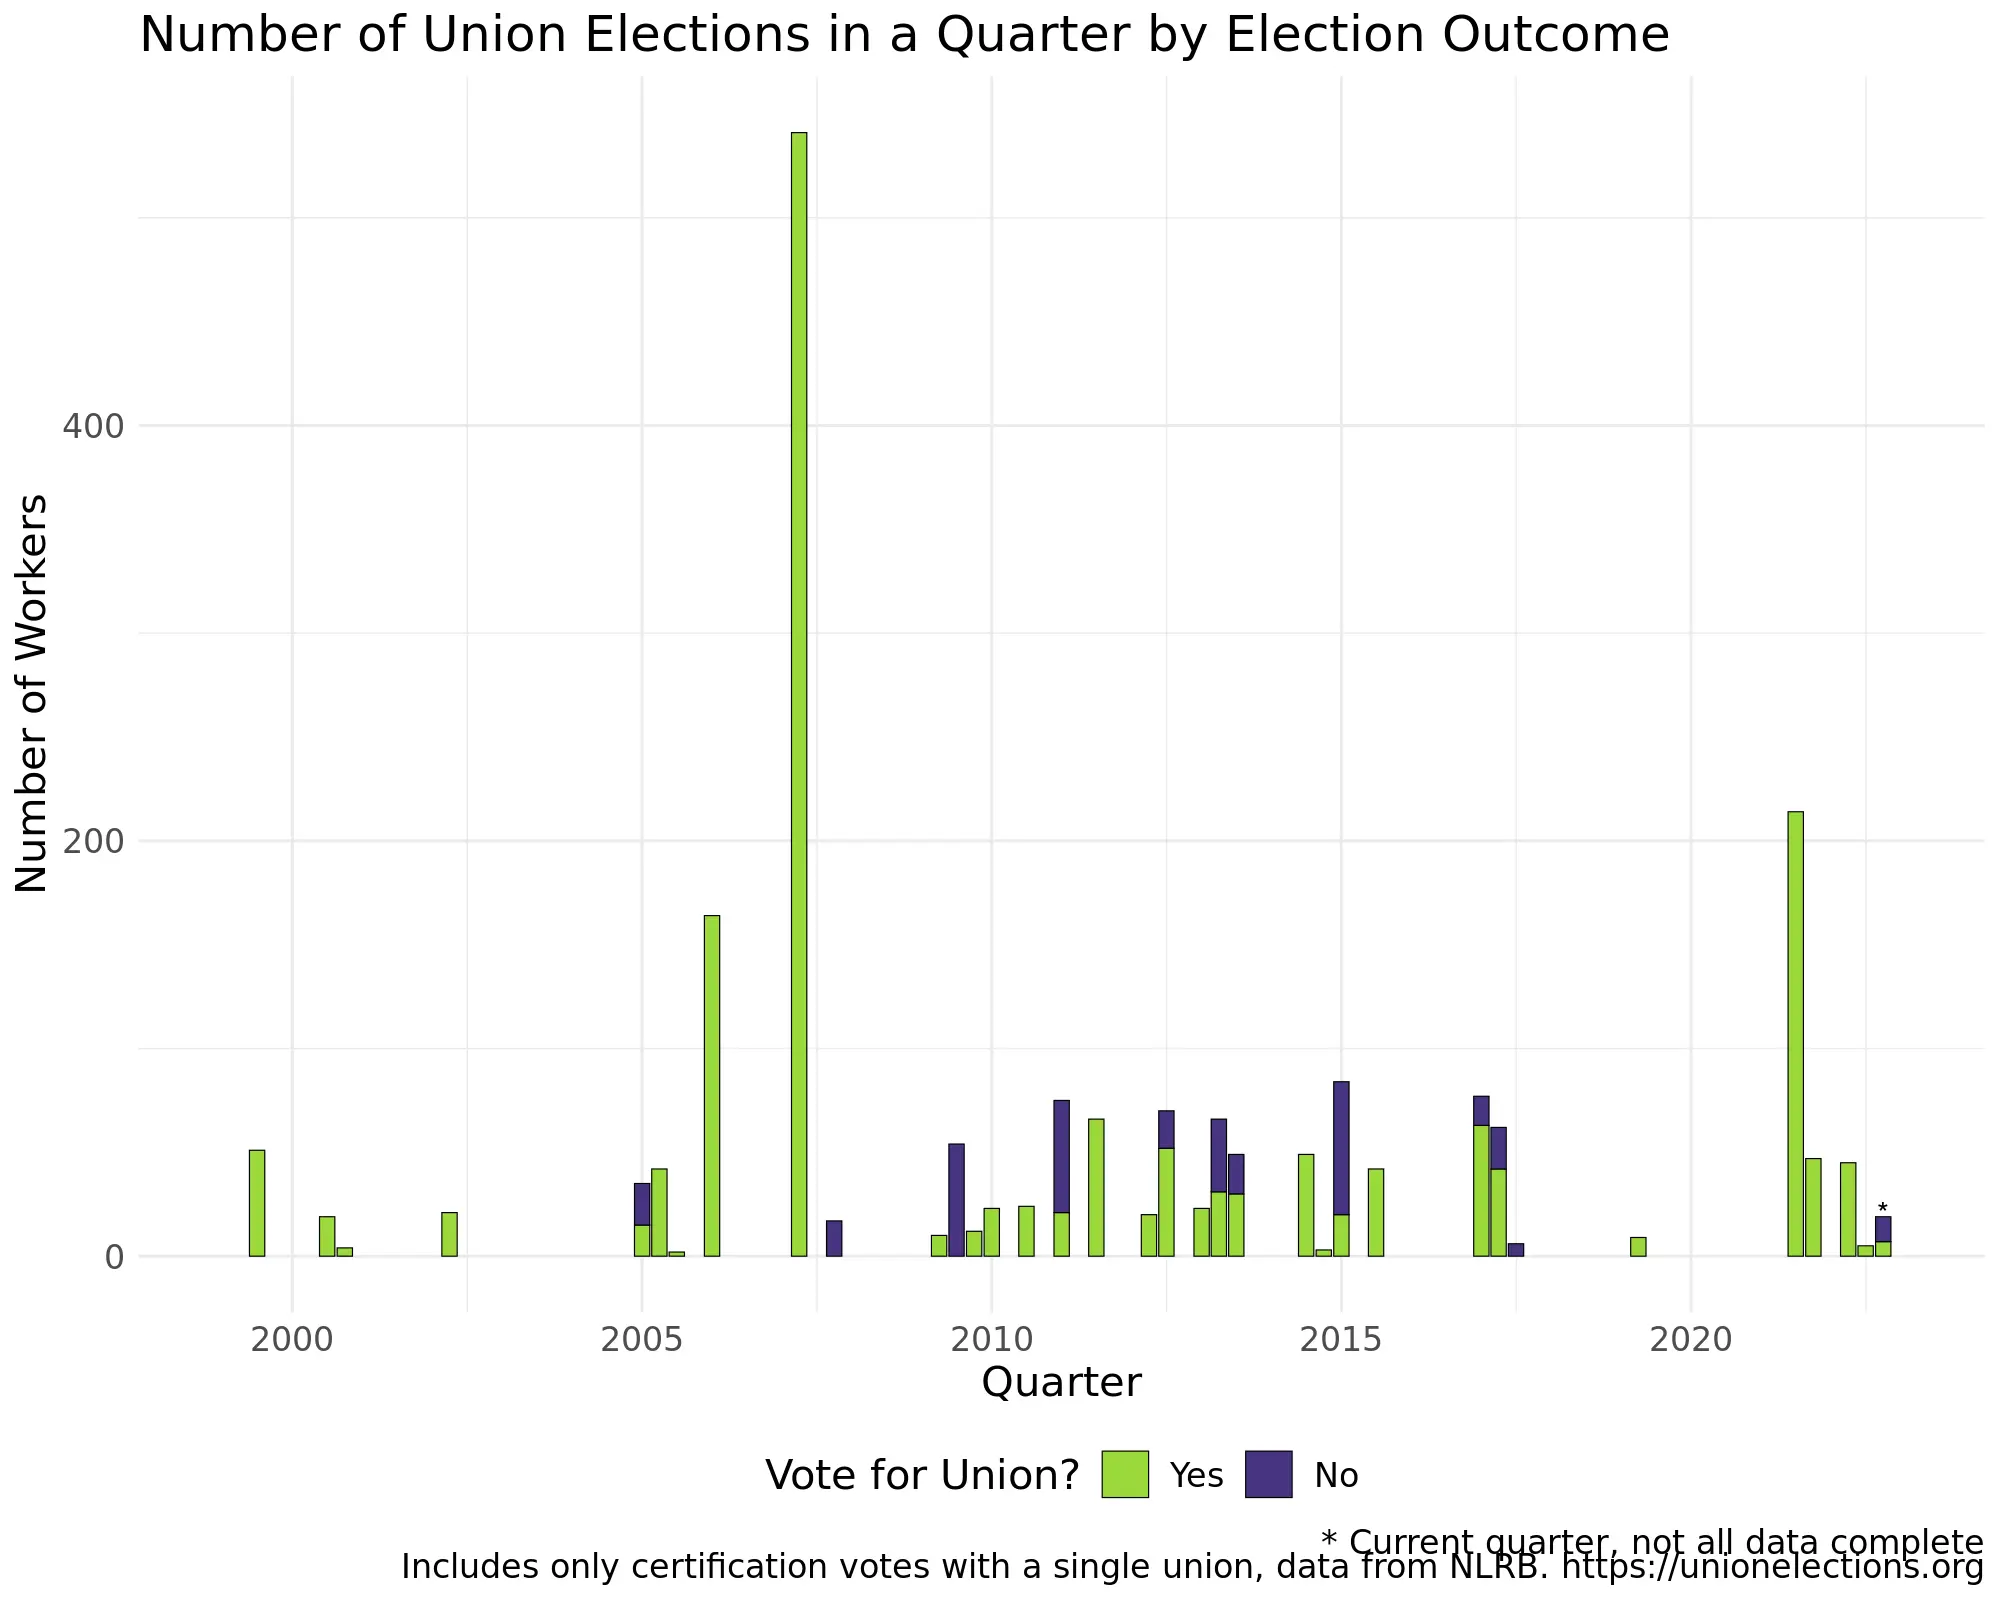 Number of Union Elections in a Quarter by Election Outcome
Number of Workers
400
200
0
2000 2005 2010 2015 2020
Quarter
*
Vote for Union? Yes No
* Current quarter, not all data complete
Includes only certification votes with a single union, data from NLRB. https://unionelections.org